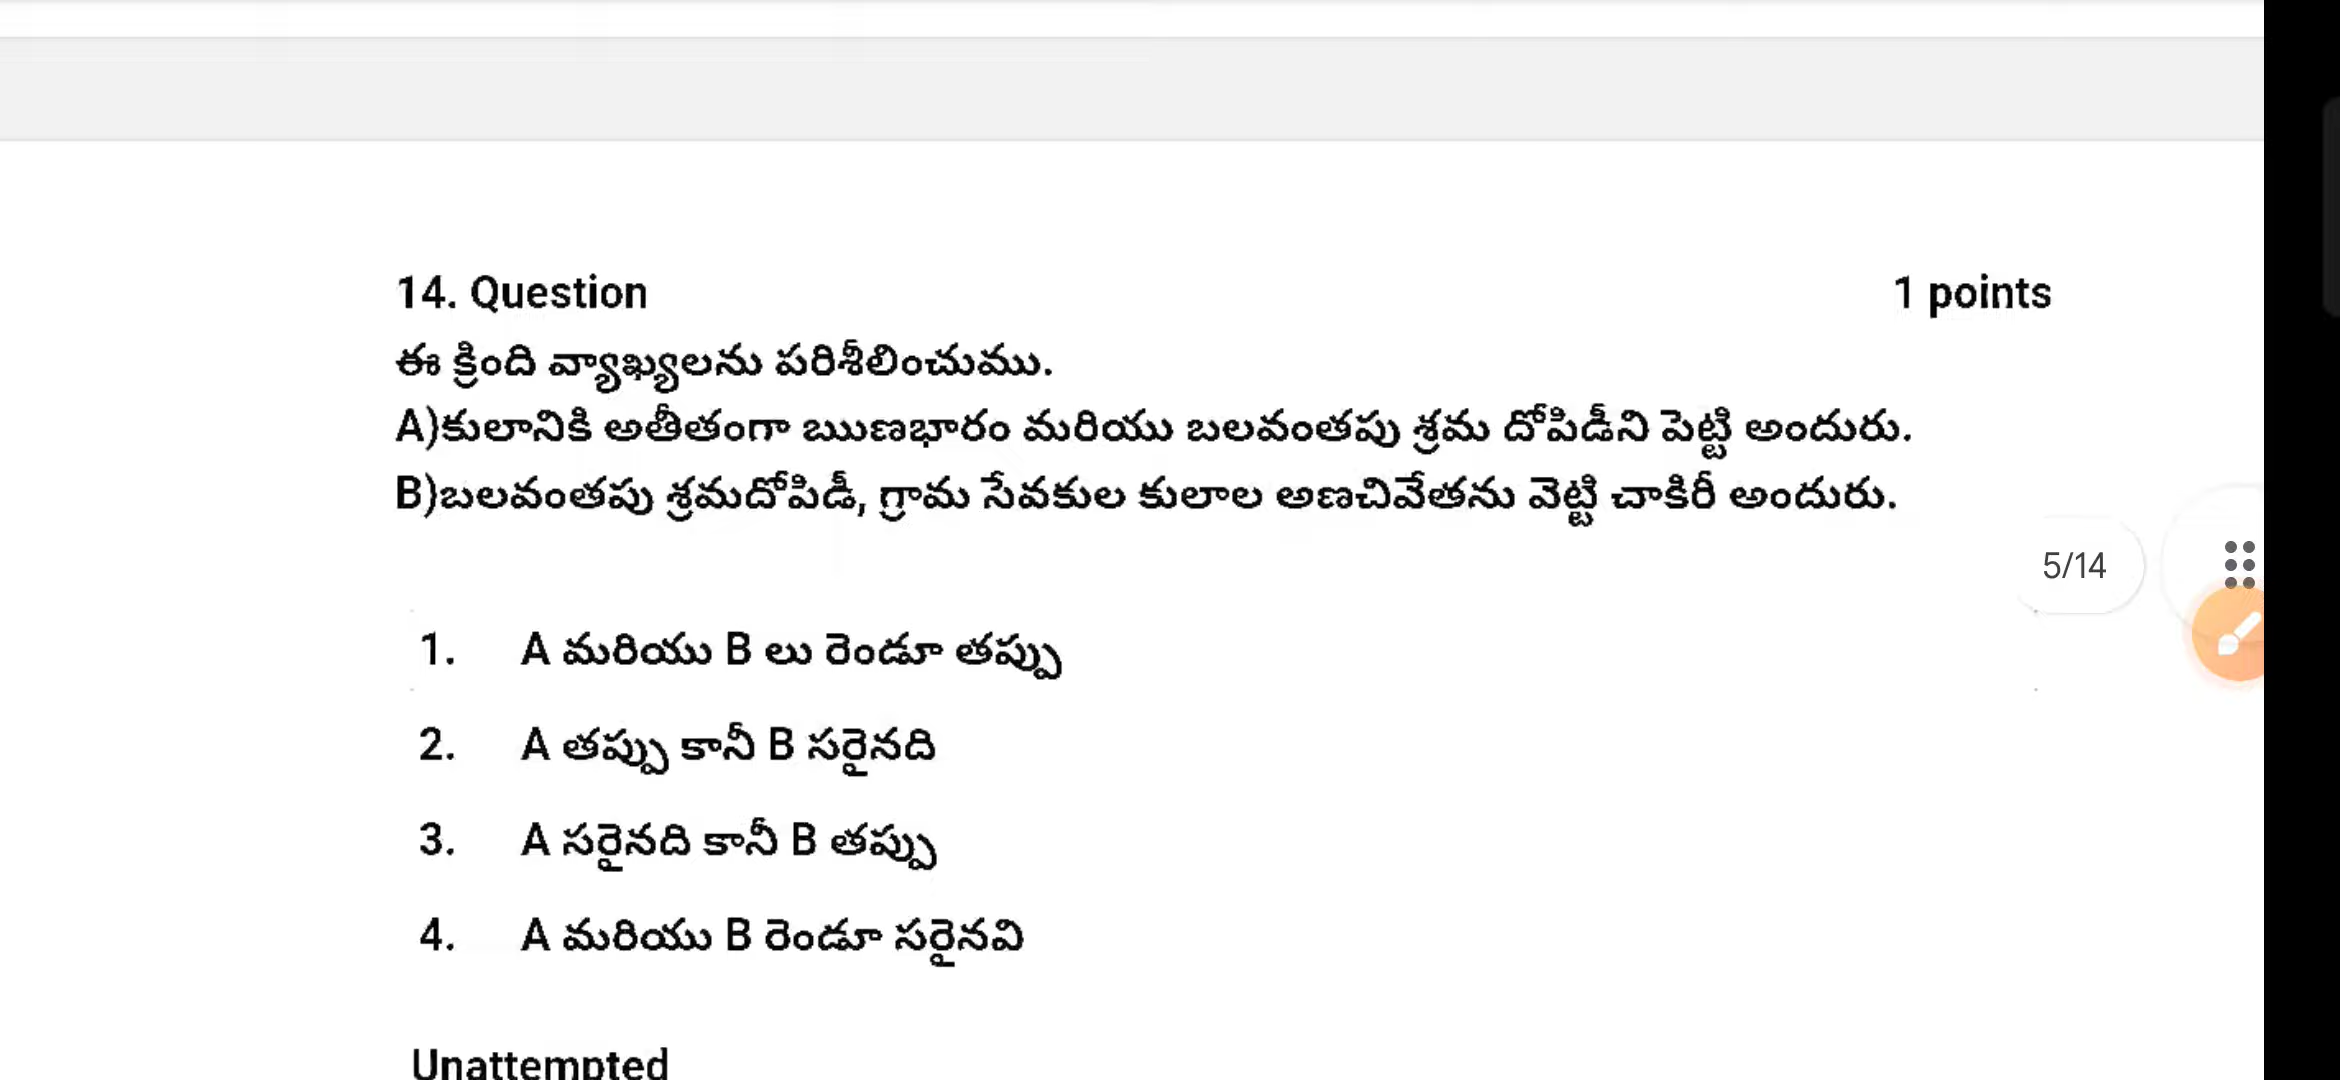 14. Question 1 points
ఈ క్రింది వ్యాఖ్యలను పరిశీలించుము.
A)కులానికి అతీతంగా ఋణభారం మరియు బలవంతపు శ్రమ దోపిడీని పెట్టి అందురు.
B)బలవంతపు శ్రమదోపిడీ, గ్రామ సేవకుల కులాల అణచివేతను వెట్టి చాకిరీ అందురు.
5/14
1. A మరియు B లు రెండూ తప్పు
2. A తప్పు కానీ B సరైనది
3. A సరైనది కానీ B తప్పు
4. A మరియు B రెండూ సరైనవి
Unattempted